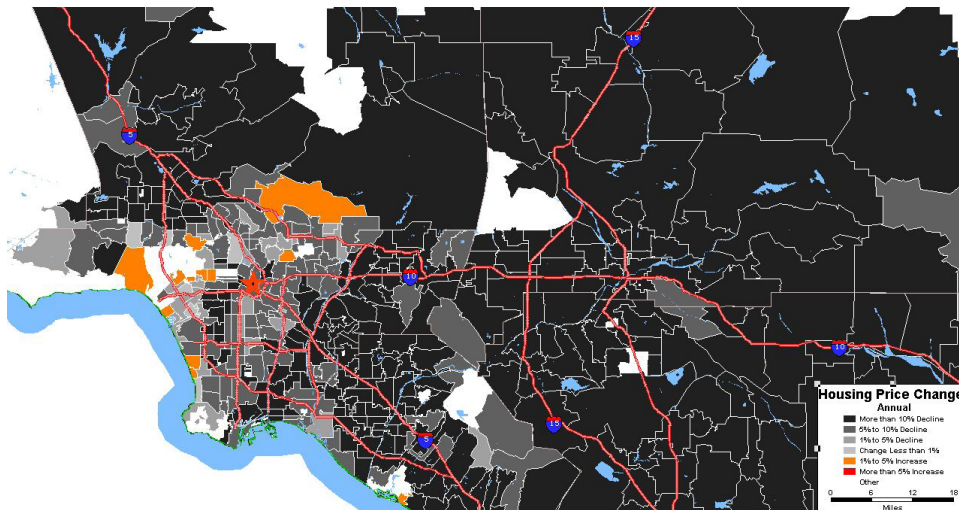 15
5
10
10
15
5
Housing Price Change
Annual
More than 10% Decline
5% to 10% Decline
1% to 5% Decline
Change Less than 1%
1% to 5% Increase
More than 5% Increase
Other
0 6 12 18
Miles